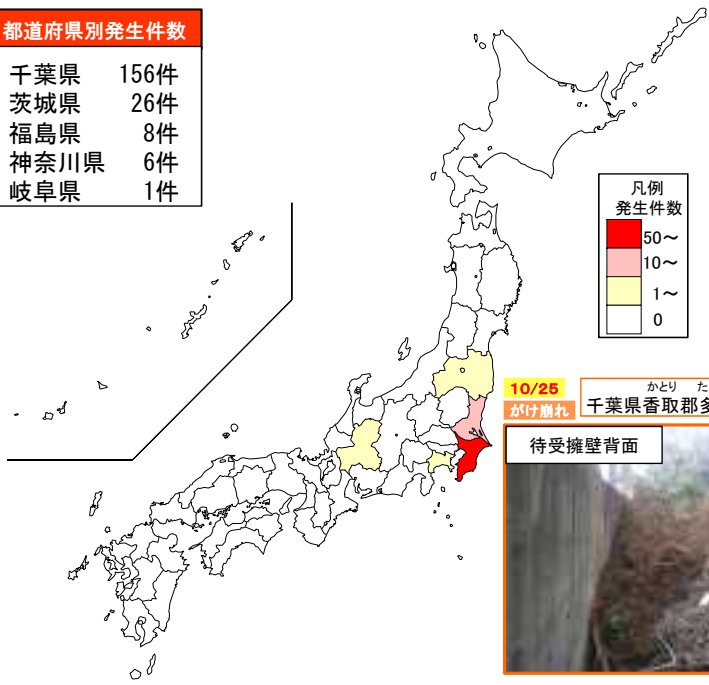 都道府県別発生件数
千葉県 156件
茨城県 26件
福島県 8件
神奈川県 6件
岐阜県 1件
凡例
発生件数
50～
10～
1～
0
10/25
がけ崩れ
かとり た
千葉県香取郡多
待受擁壁背面